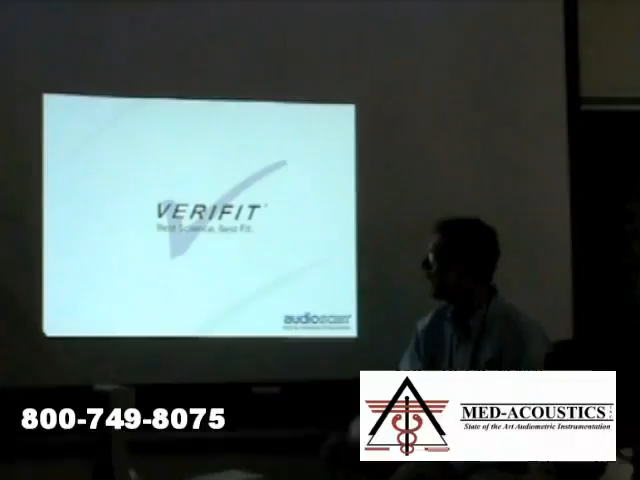 VERIFIT
Best Science, Best Fit.
audioscan
800-749-8075
MED-ACOUSTICS
State of the Art Audiometric Instrumentation